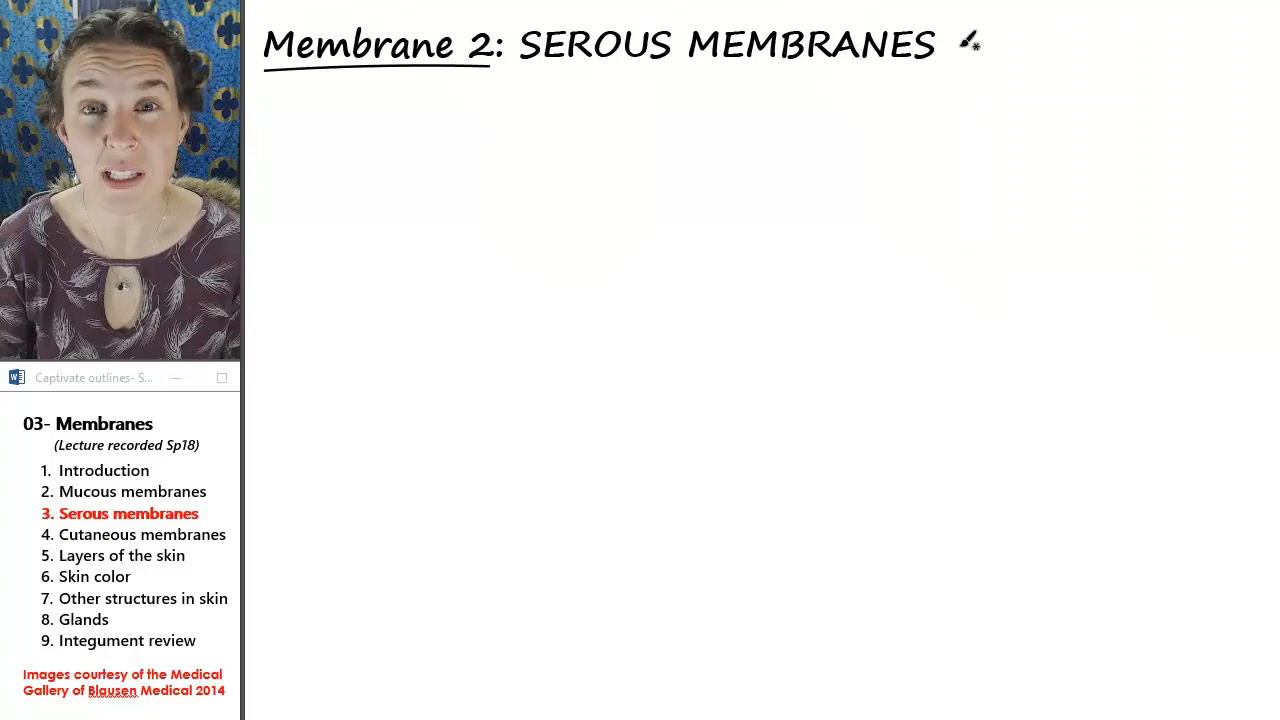 Membrane 2: SEROUS MEMBRANES
Captivate outlines- S...
03- Membranes
(Lecture recorded Sp18)
1. Introduction
2. Mucous membranes
3. Serous membranes
4. Cutaneous membranes
5. Layers of the skin
6. Skin color
7. Other structures in skin
8. Glands
9. Integument review
Images courtesy of the Medical
Gallery of Blausen Medical 2014